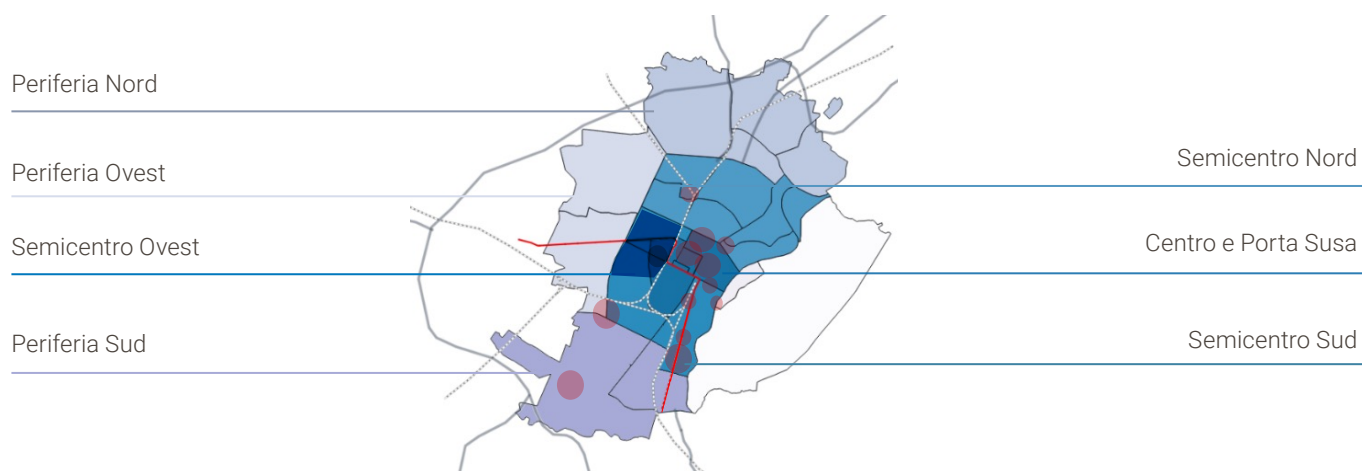 Periferia Nord
Periferia Ovest
Semicentro Ovest
Periferia Sud
Semicentro Nord
Centro e Porta Susa
Semicentro Sud